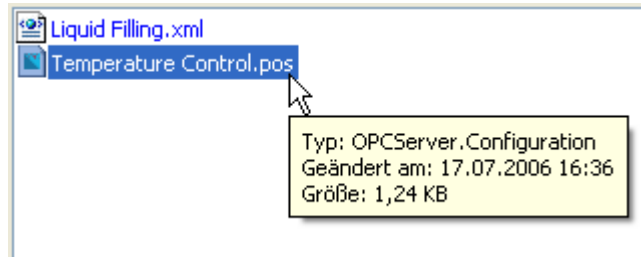 Liquid Filling.xml
Temperature Control.pos
Typ: OPCServer.Configuration
Geändert am: 17.07.2006 16:36
Größe: 1,24 KB